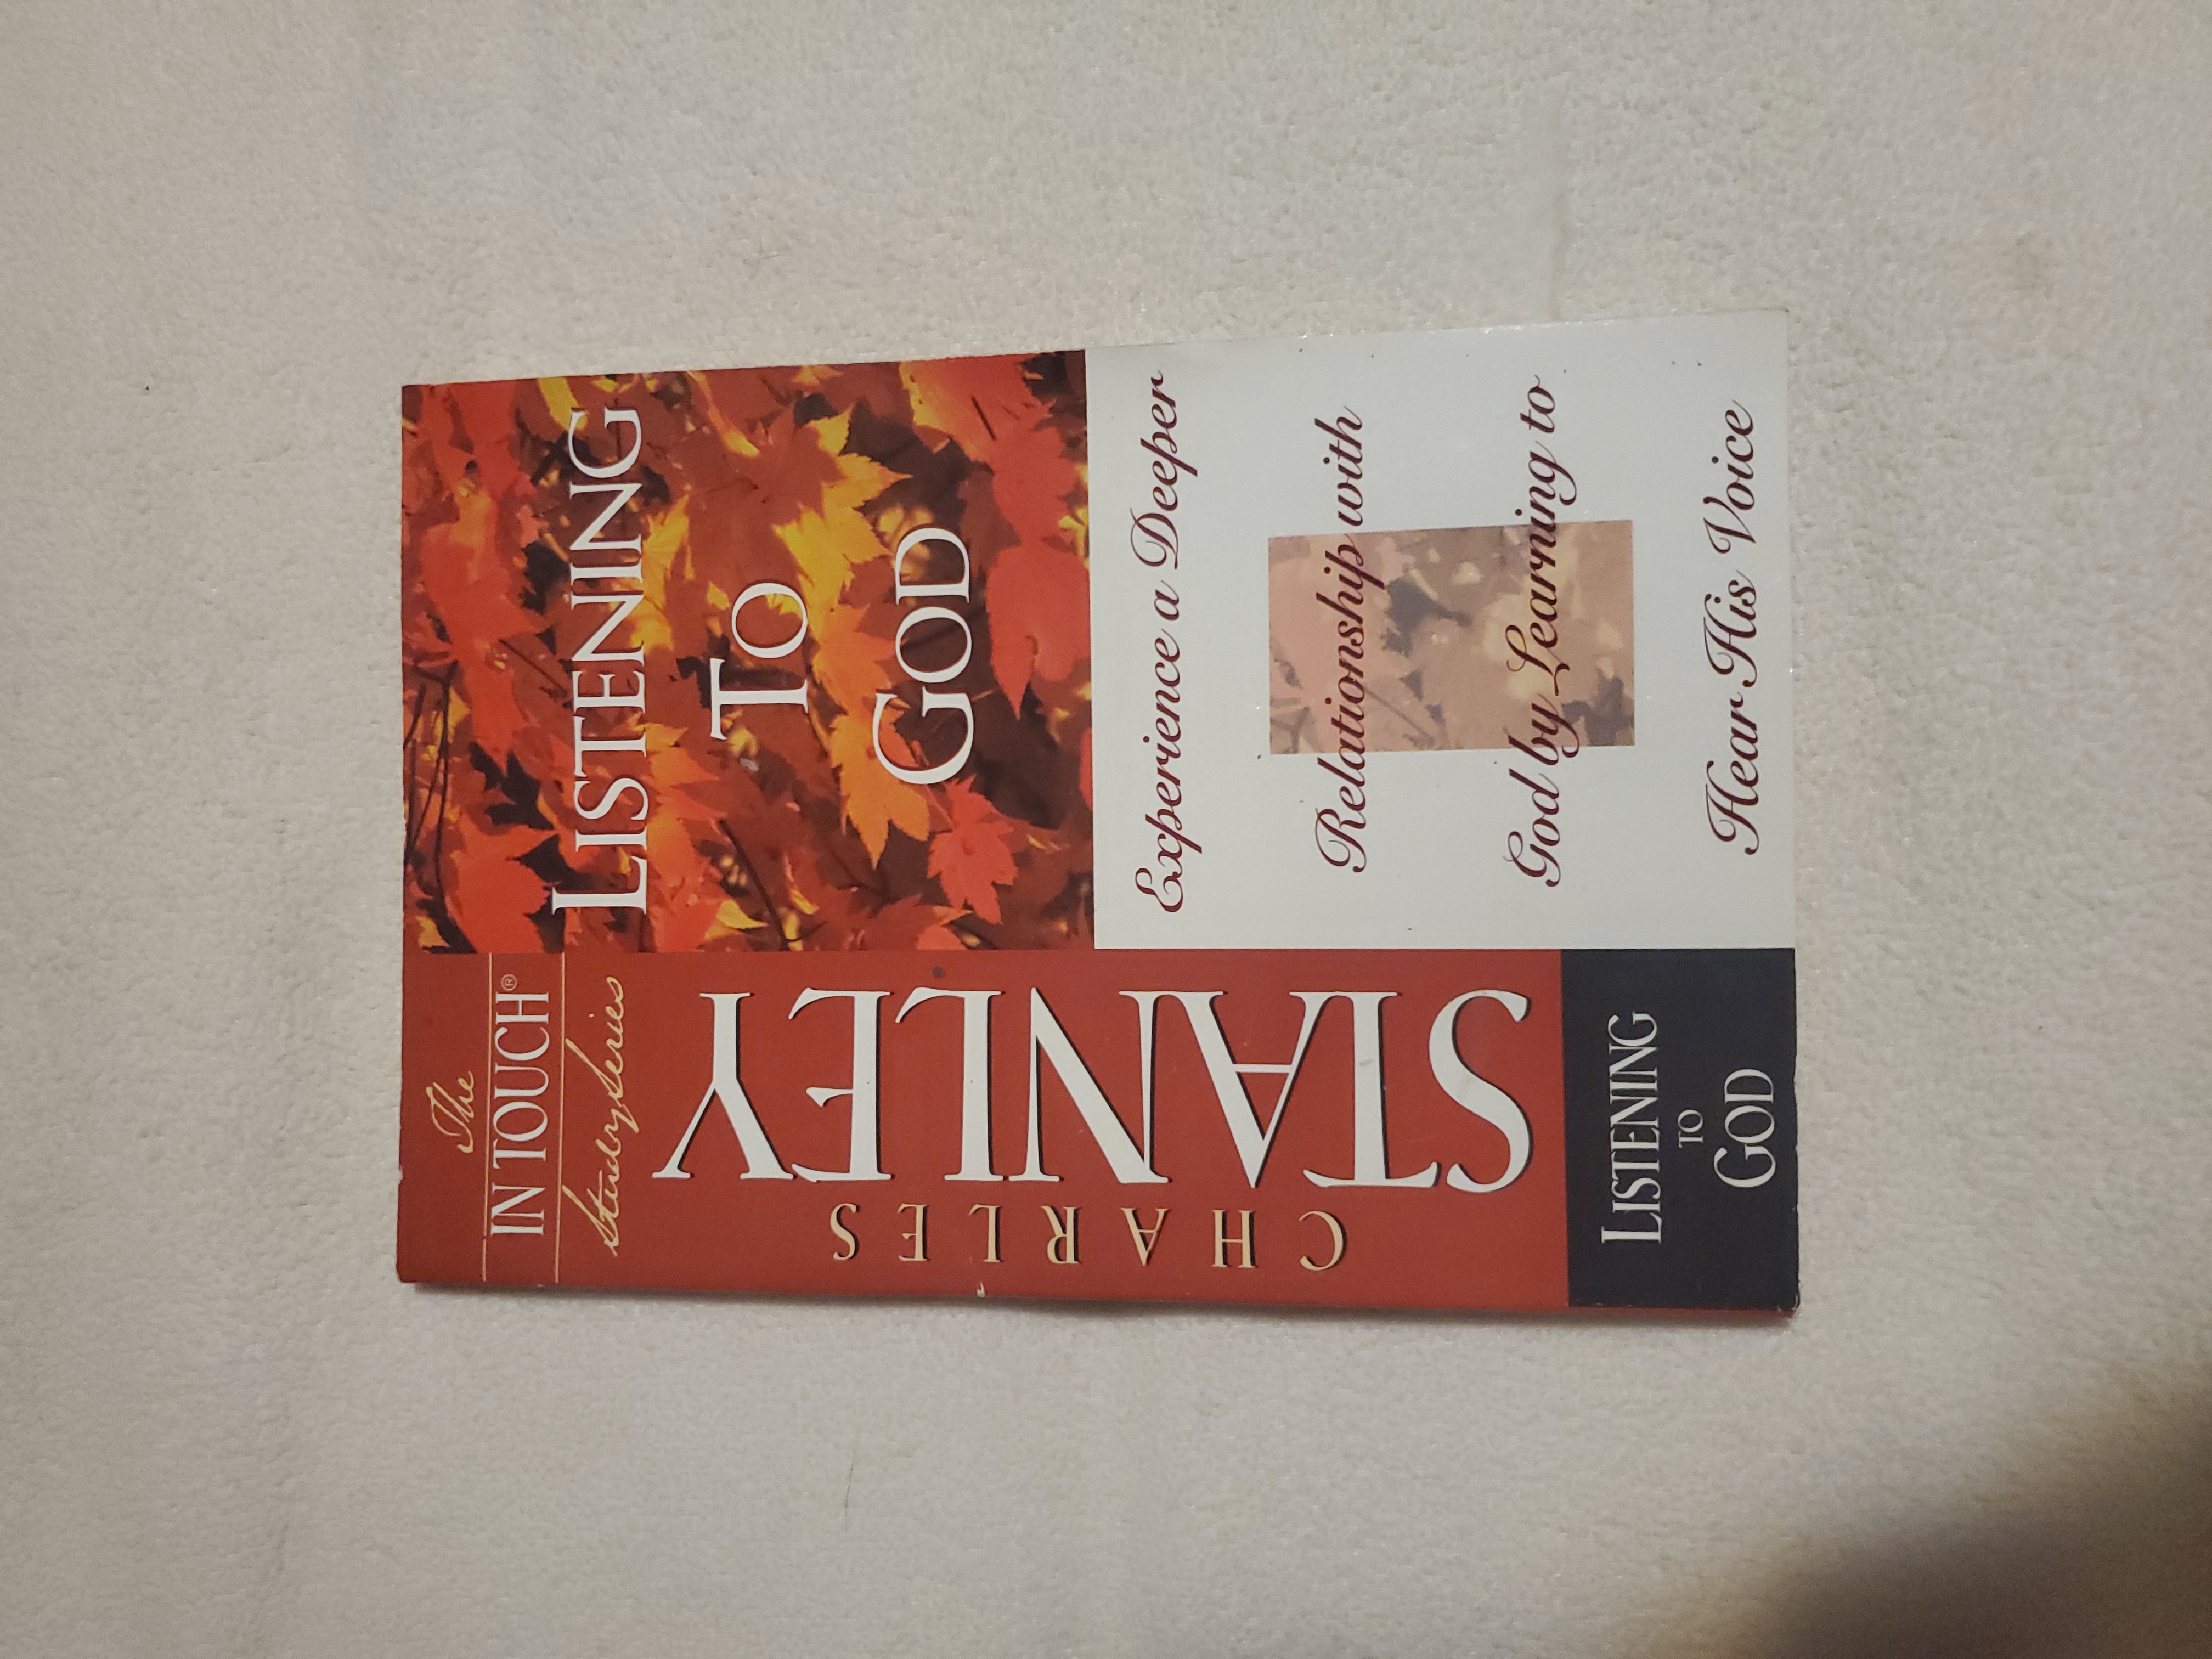 The
IN TOUCH®
Study Series
CHARLES
STANLEY
LISTENING
TO
GOD
LISTENING
TO
GOD
Experience a Deeper
Relationship with
God by Learning to
Hear His Voice